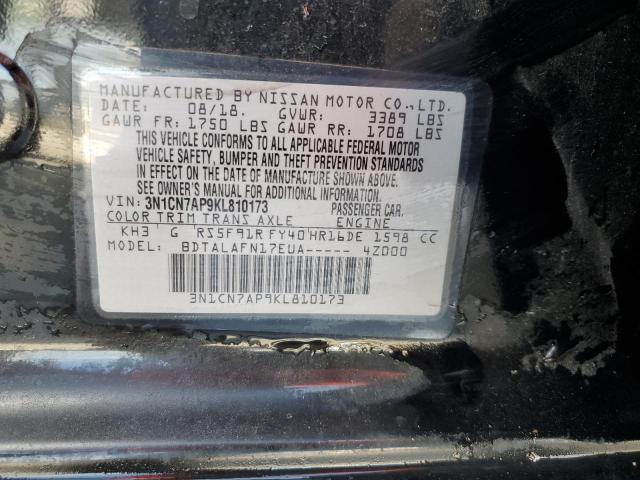 MANUFACTURED BY NISSAN MOTOR CO., LTD.
DATE: 08/18. GVWR: 3389 LBS
GAWR FR: 1750 LBS GAWR RR: 1708 LBS
THIS VEHICLE CONFORMS TO ALL APPLICABLE FEDERAL MOTOR
VEHICLE SAFETY, BUMPER AND THEFT PREVENTION STANDARDS
IN EFFECT ON THE DATE OF MANUFACTURE SHOWN ABOVE.
SEE OWNER'S MANUAL FOR ADDITIONAL INFORMATION.
VIN: 3N1CN7AP9KL810173 PASSENGER CAR.
COLOR TRIM TRANS AXLE ENGINE
KH3 G RS5F91R FY40 HR16DE 1598 CC
MODEL: BDTALAFN17EUA----- 4Z000
3N1CN7AP9KL810173